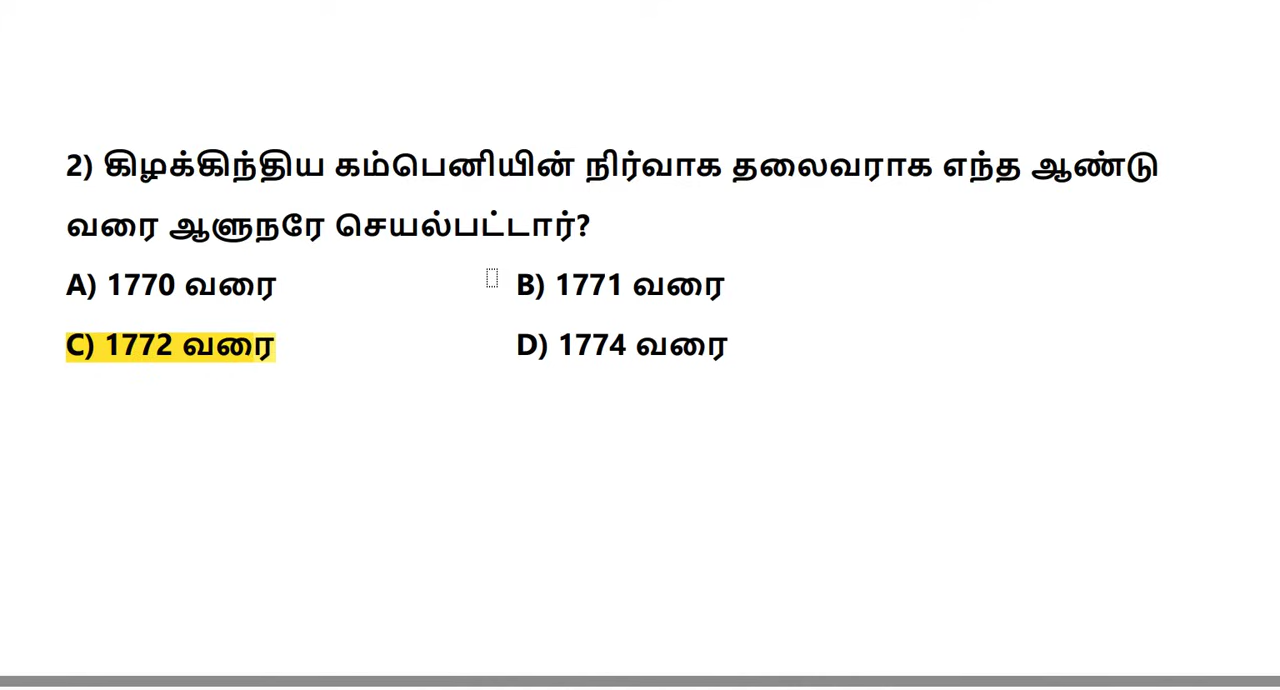 2) கிழக்கிந்திய கம்பெனியின் நிர்வாக தலைவராக எந்த ஆண்டு
வரை ஆளுநரே செயல்பட்டார்?
A) 1770 வரை B) 1771 வரை
C) 1772 வரை D) 1774 வரை